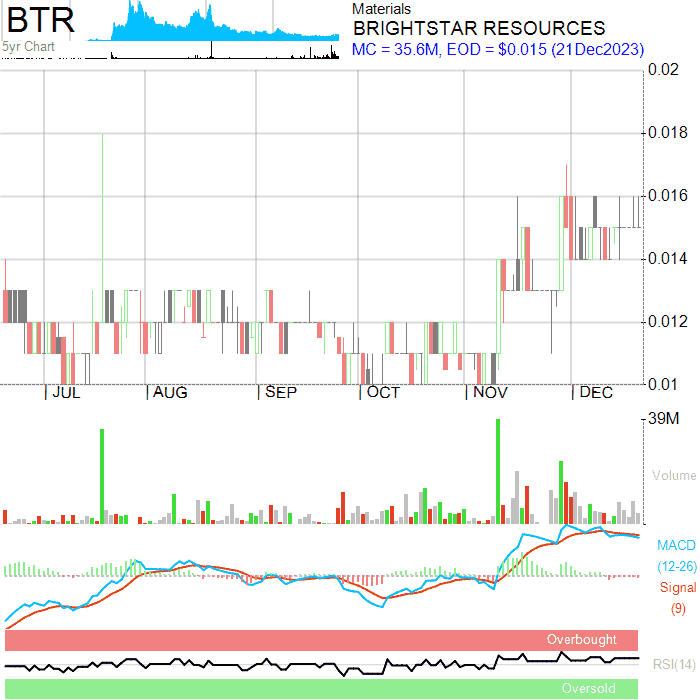 BTR
5yr Chart
Materials
BRIGHTSTAR RESOURCES
MC = 35.6M, EOD = $0.015 (21Dec2023)
0.02
0.018
0.016
0.014
0.012
0.01
JUL AUG SEP OCT NOV DEC
39M
Volume
MACD
(12-26)
Signal
(9)
Overbought
RSI(14)
Oversold